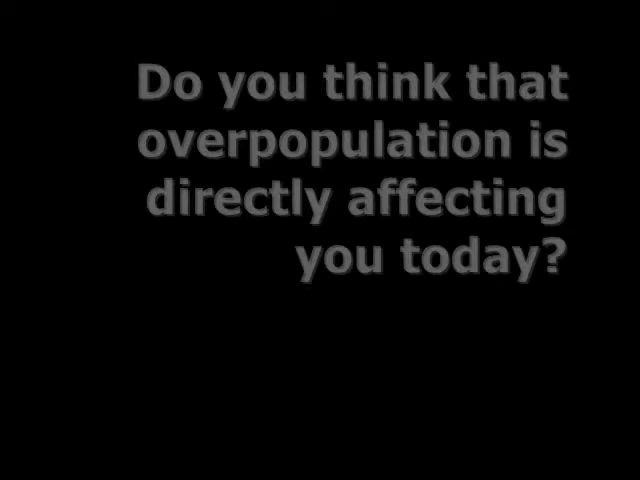 Do you think that
overpopulation is
directly affecting
you today?